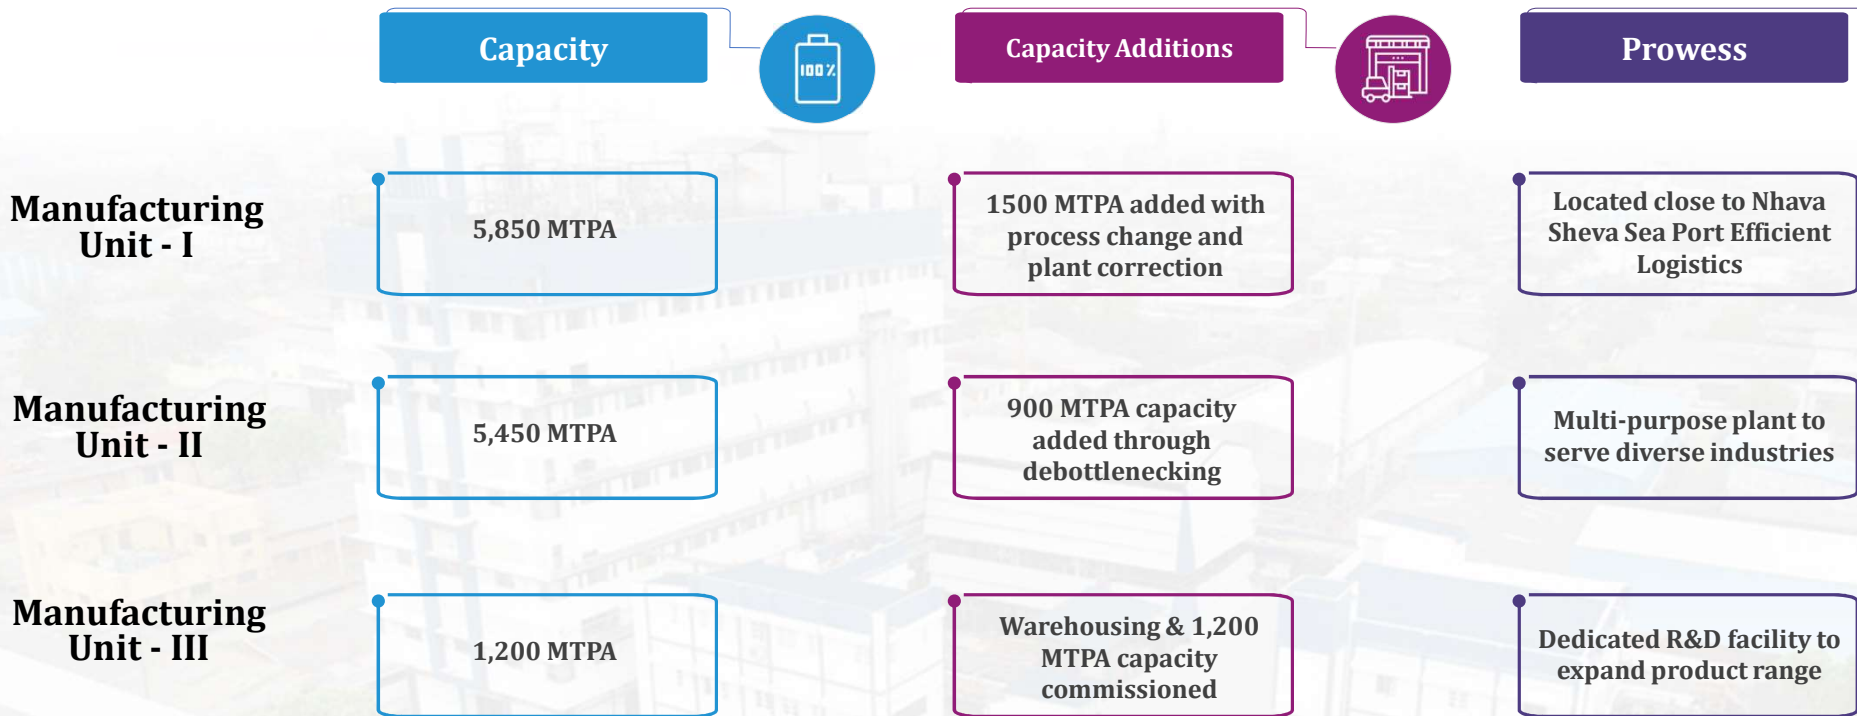 Capacity
100 %
Capacity Additions
Prowess
Manufacturing
Unit - I
5,850 MTPA
1500 MTPA added with
process change and
plant correction
Located close to Nhava
Sheva Sea Port Efficient
Logistics
Manufacturing
Unit - II
5,450 MTPA
900 MTPA capacity
added through
debottlenecking
Multi-purpose plant to
serve diverse industries
Manufacturing
Unit - III
1,200 MTPA
Warehousing & 1,200
MTPA capacity
commissioned
Dedicated R&D facility to
expand product range